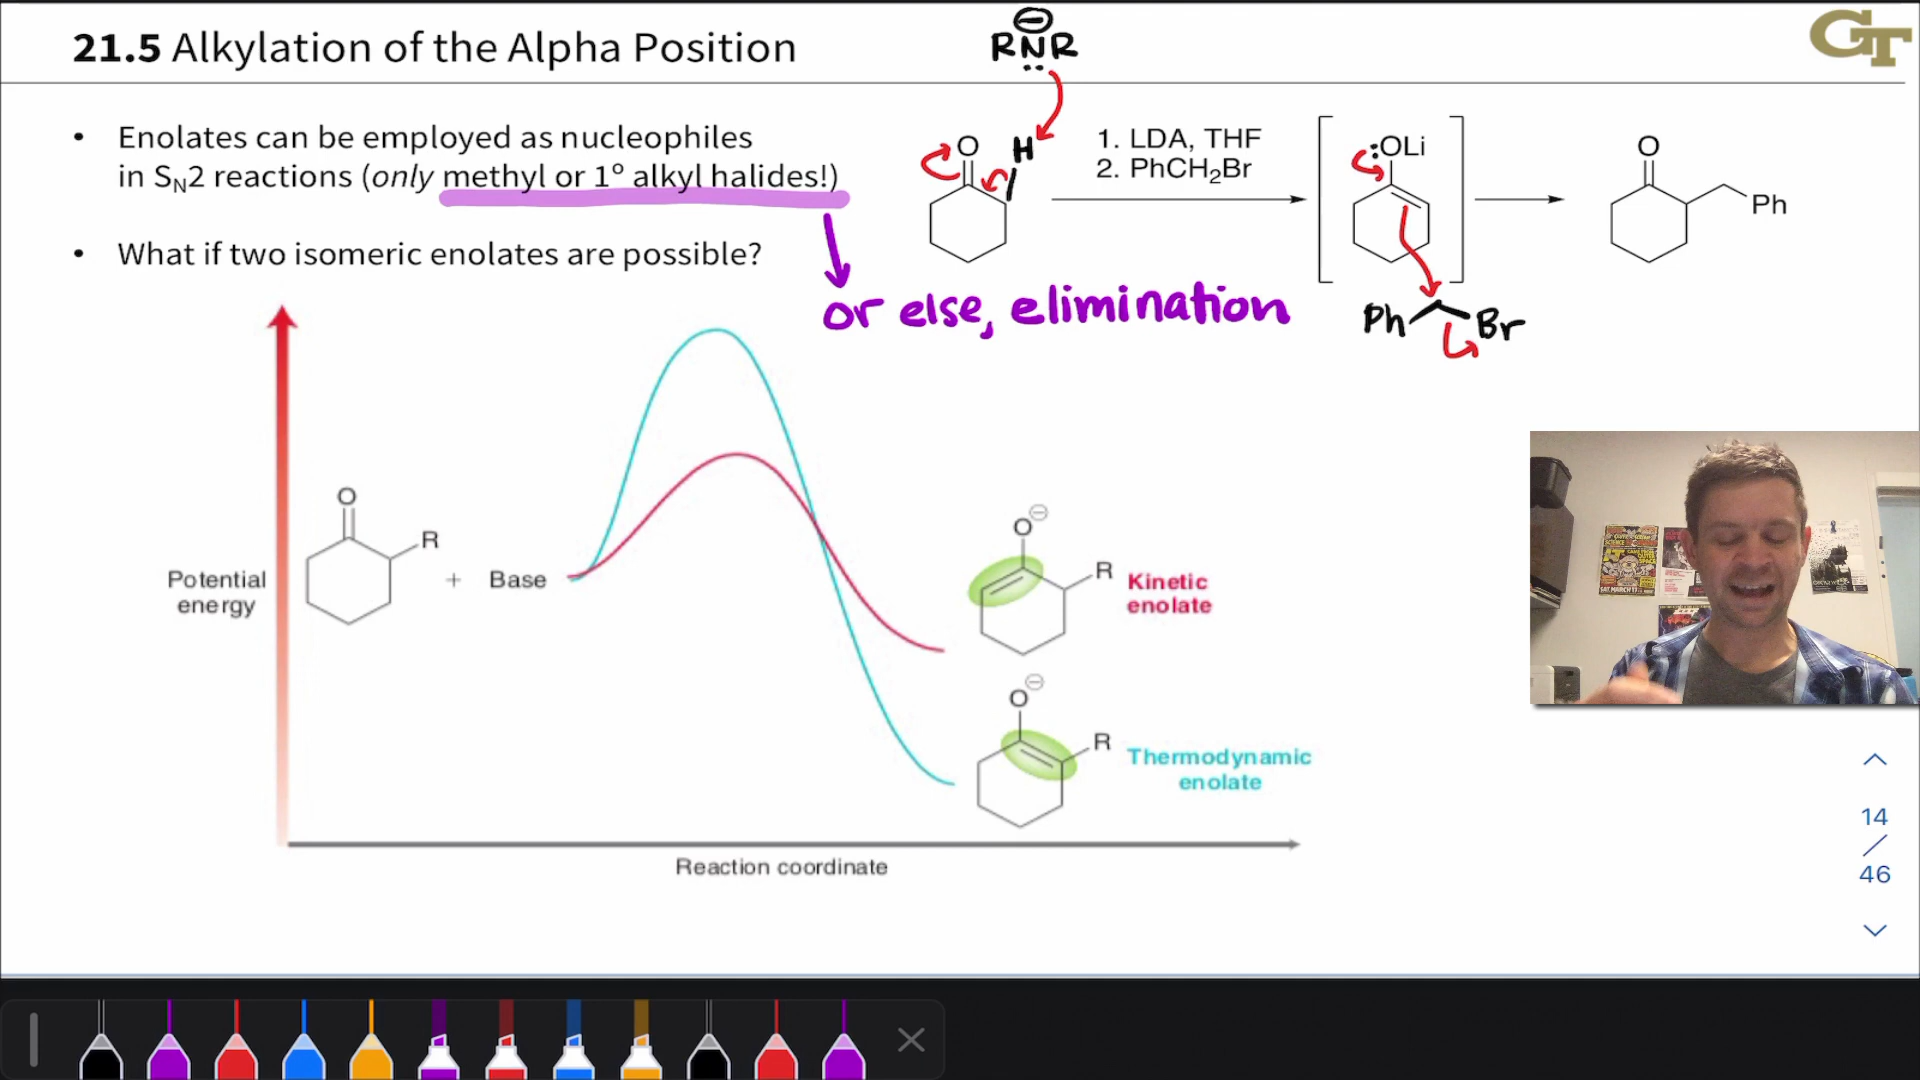 21.5 Alkylation of the Alpha Position
GT
⊖
RNR
• Enolates can be employed as nucleophiles
in SN2 reactions (only methyl or 1° alkyl halides!)
• What if two isomeric enolates are possible?
or else, elimination
O
H
1. LDA, THF
2. PhCH2Br
:OLi
Ph Br
O
Ph
Potential
energy
O
R
+ Base
O⊖
R
Kinetic
enolate
O⊖
R
Thermodynamic
enolate
Reaction coordinate
14
/
46